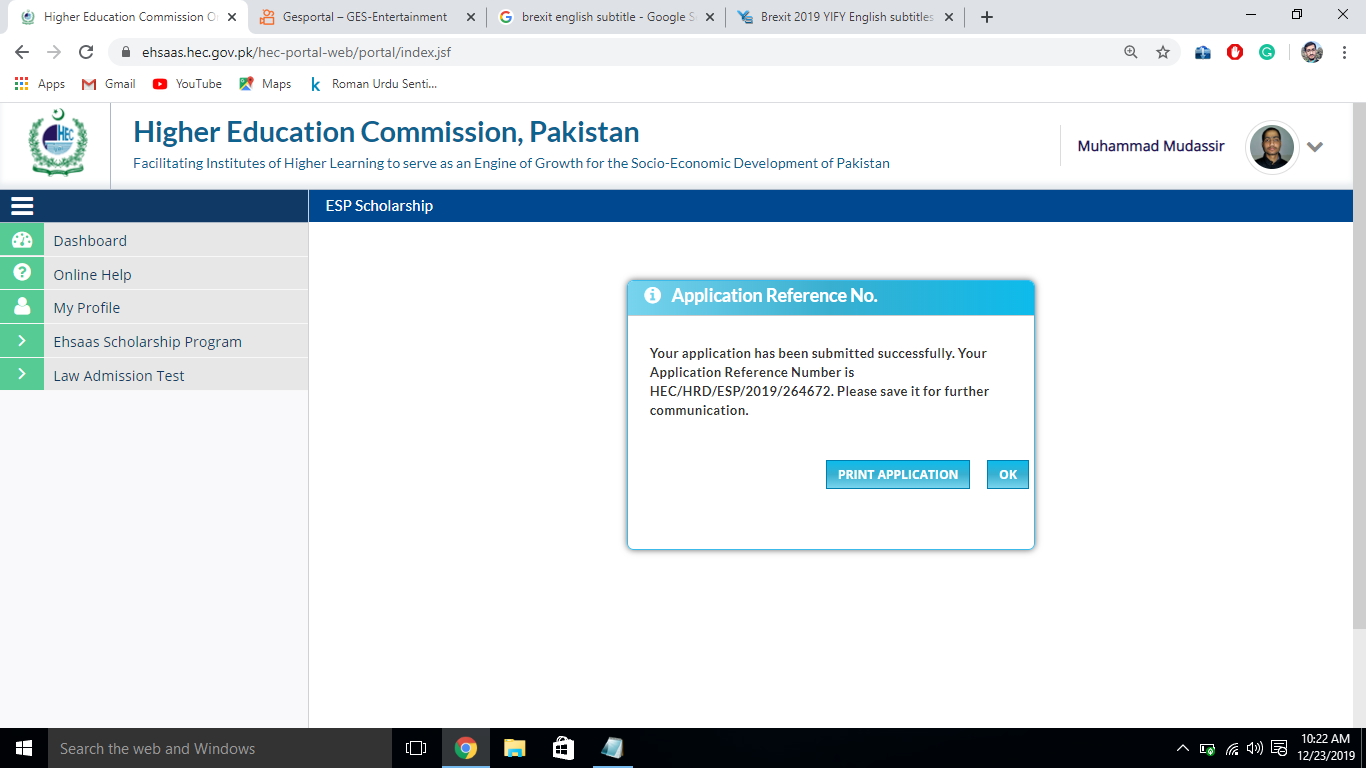 Higher Education Commission O
Gesportal – GES-Entertainment
brexit english subtitle - Google S
Brexit 2019 YIFY English subtitles
ehsaas.hec.gov.pk/hec-portal-web/portal/index.jsf
Apps
Gmail
YouTube
Maps
Roman Urdu Senti...
HEC
Higher Education Commission, Pakistan
Facilitating Institutes of Higher Learning to serve as an Engine of Growth for the Socio-Economic Development of Pakistan
Muhammad Mudassir
ESP Scholarship
Dashboard
Online Help
My Profile
Ehsaas Scholarship Program
Law Admission Test
Application Reference No.
Your application has been submitted successfully. Your
Application Reference Number is
HEC/HRD/ESP/2019/264672. Please save it for further
communication.
PRINT APPLICATION
OK
Search the web and Windows
10:22 AM
12/23/2019